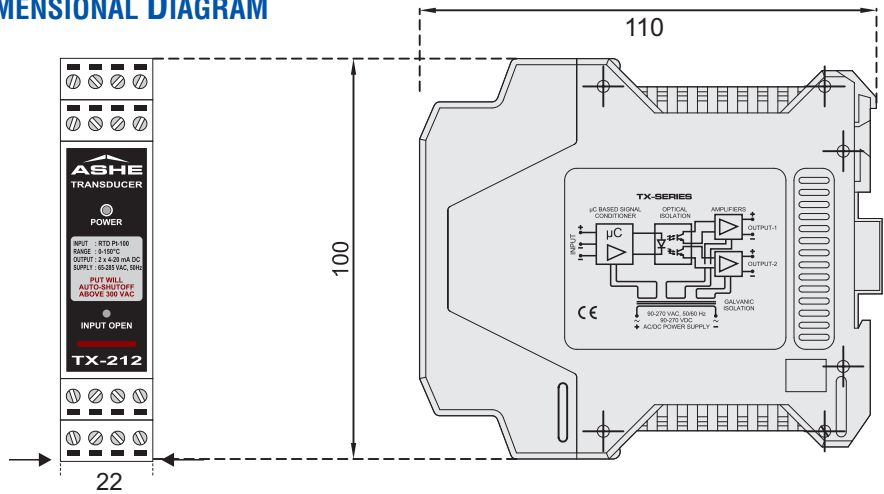 MENSIONAL DIAGRAM
110
100
22
ASHE
TRANSDUCER
POWER
INPUT : RTD Pt-100
RANGE : 0-150°C
OUTPUT : 2 x 4-20 mA DC
SUPPLY : 65-285 VAC, 50Hz
PUT WILL
AUTO-SHUTOFF
ABOVE 300 VAC
INPUT OPEN
TX-212
TX-SERIES
µC BASED SIGNAL
CONDITIONER
OPTICAL
ISOLATION
AMPLIFIERS
INPUT
+
−
−
µC
+
OUTPUT-1
−
+
OUTPUT-2
−
GALVANIC
ISOLATION
CE
90-270 VAC, 50/60 Hz
~ 90-270 VDC ~
+ AC/DC POWER SUPPLY −